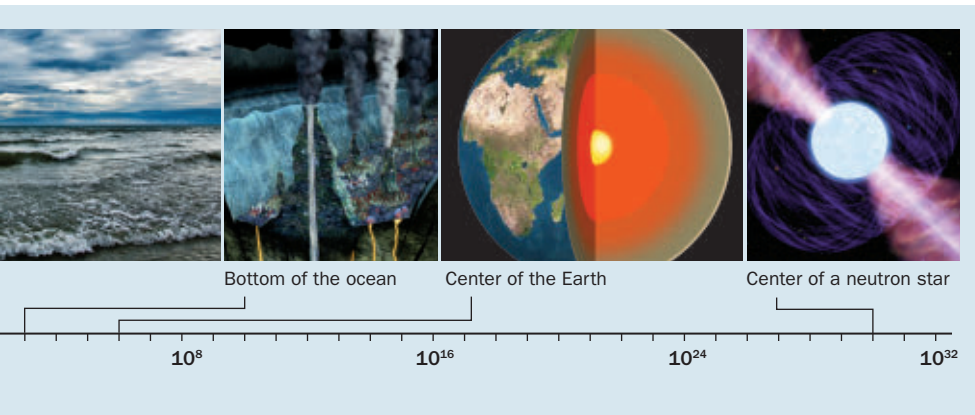 Bottom of the ocean Center of the Earth Center of a neutron star
10⁸ 10¹⁶ 10²⁴ 10³²